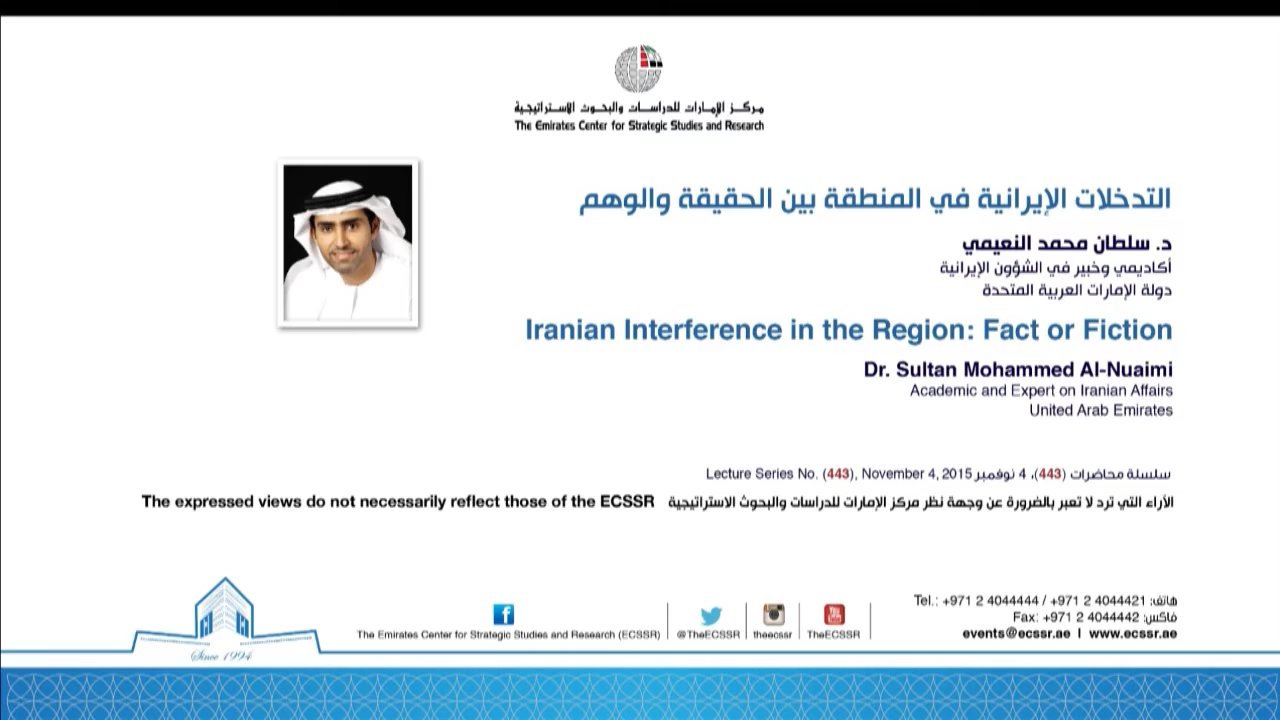 مركز الإمارات للدراسات والبحوث الاستراتيجية
The Emirates Center for Strategic Studies and Research
التدخلات الإيرانية في المنطقة بين الحقيقة والوهم
د. سلطان محمد النعيمي
أكاديمي وخبير في الشؤون الإيرانية
دولة الإمارات العربية المتحدة
Iranian Interference in the Region: Fact or Fiction
Dr. Sultan Mohammed Al-Nuaimi
Academic and Expert on Iranian Affairs
United Arab Emirates
Lecture Series No. (443), November 4, 2015 سلسلة محاضرات (443)، 4 نوفمبر
The expressed views do not necessarily reflect those of the ECSSR الآراء التي ترد لا تعبر بالضرورة عن وجهة نظر مركز الإمارات للدراسات والبحوث الاستراتيجية
Since 1994
The Emirates Center for Strategic Studies and Research (ECSSR)
@TheECSSR
theecssr
You Tube
TheECSSR
Tel.: +971 2 4044444 / +971 2 4044421 :هاتف
Fax: +971 2 4044442 :فاكس
events@ecssr.ae | www.ecssr.ae